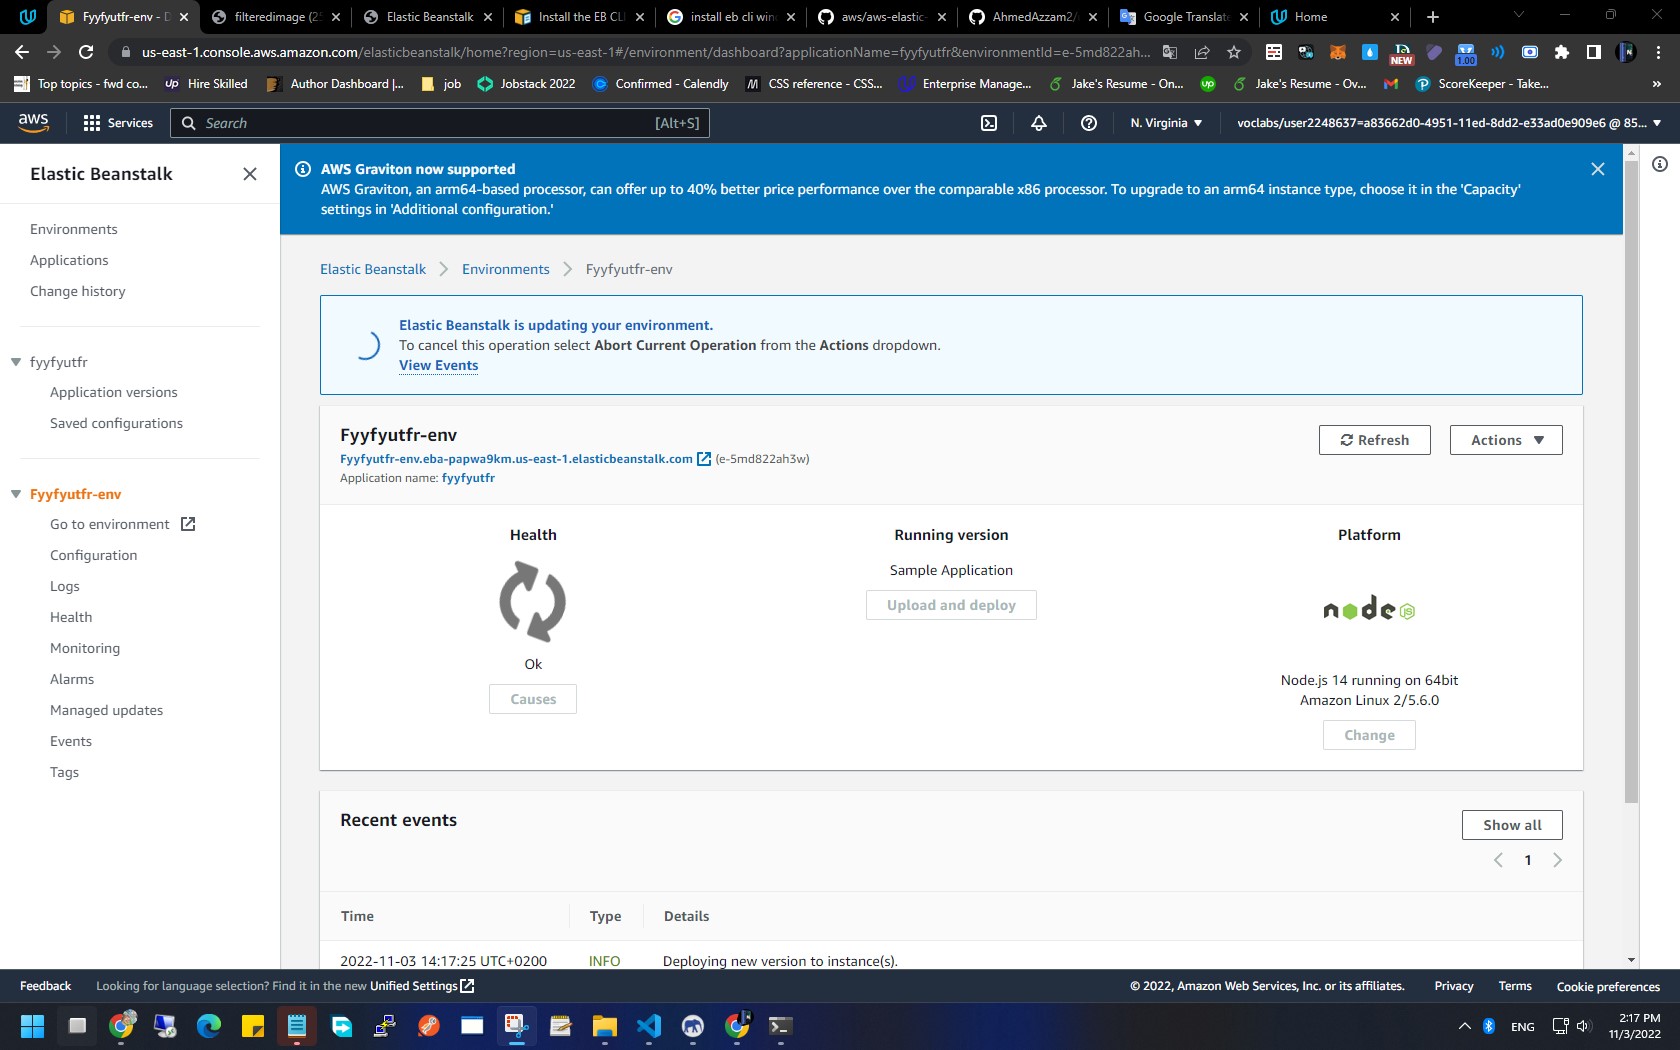 Fyyfyutfr-env - D
filteredimage (25
Elastic Beanstalk
Install the EB CLI
install eb cli wind
aws/aws-elastic-
AhmedAzzam2/
Google Translate
Home
us-east-1.console.aws.amazon.com/elasticbeanstalk/home?region=us-east-1#/environment/dashboard?applicationName=fyyfyutfr&environmentId=e-5md822ah...
NEW
1.00
Top topics - fwd co...
Hire Skilled
Author Dashboard |...
job
Jobstack 2022
Confirmed - Calendly
CSS reference - CSS...
Enterprise Manage...
Jake's Resume - On...
Jake's Resume - Ov...
ScoreKeeper - Take...
aws
Services
Search
[Alt+S]
N. Virginia
voclabs/user2248637=a83662d0-4951-11ed-8dd2-e33ad0e909e6 @ 85...
Elastic Beanstalk
Environments
Applications
Change history
fyyfyutfr
Application versions
Saved configurations
Fyyfyutfr-env
Go to environment
Configuration
Logs
Health
Monitoring
Alarms
Managed updates
Events
Tags
AWS Graviton now supported
AWS Graviton, an arm64-based processor, can offer up to 40% better price performance over the comparable x86 processor. To upgrade to an arm64 instance type, choose it in the 'Capacity'
settings in 'Additional configuration.'
Elastic Beanstalk
Environments
Fyyfyutfr-env
Elastic Beanstalk is updating your environment.
To cancel this operation select Abort Current Operation from the Actions dropdown.
View Events
Fyyfyutfr-env
Fyyfyutfr-env.eba-papwa9km.us-east-1.elasticbeanstalk.com (e-5md822ah3w)
Application name: fyyfyutfr
Refresh
Actions
Health
Ok
Causes
Running version
Sample Application
Upload and deploy
Platform
node
JS
Node.js 14 running on 64bit
Amazon Linux 2/5.6.0
Change
Recent events
Show all
1
Time
Type
Details
2022-11-03 14:17:25 UTC+0200
INFO
Deploying new version to instance(s).
Feedback
Looking for language selection? Find it in the new Unified Settings
© 2022, Amazon Web Services, Inc. or its affiliates.
Privacy
Terms
Cookie preferences
ENG
2:17 PM
11/3/2022